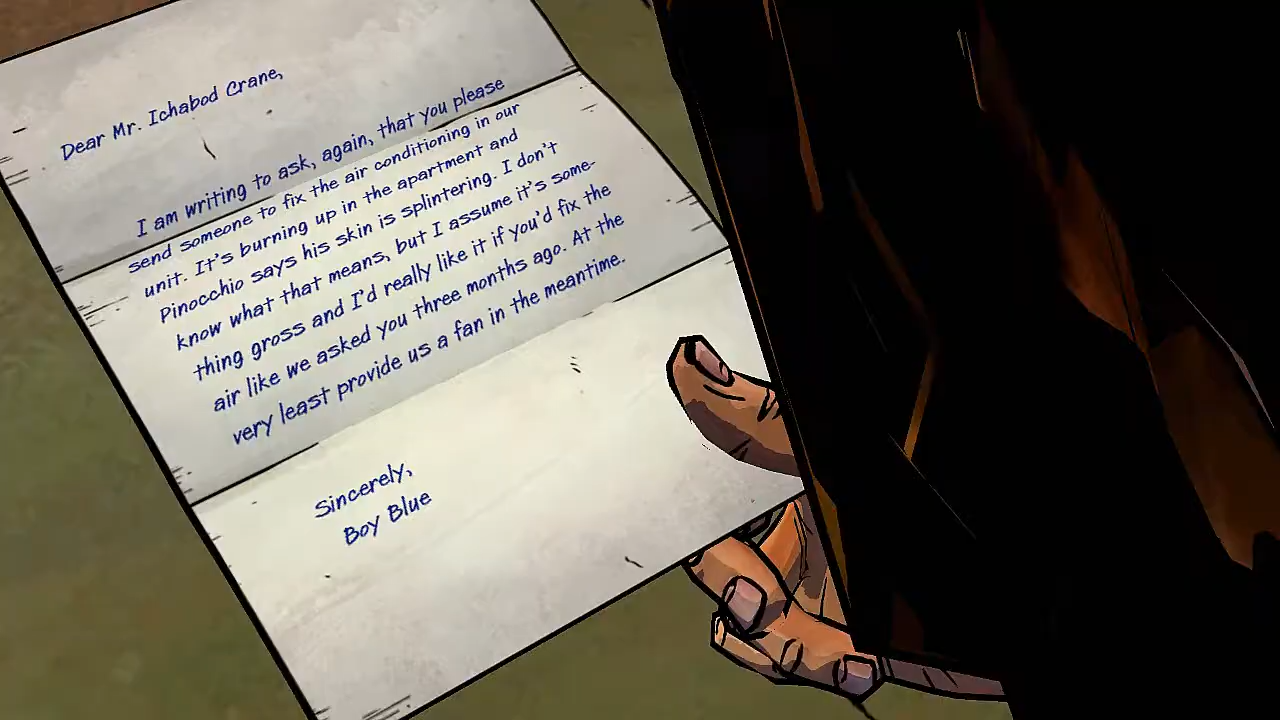 Dear Mr. Ichabod Crane,
I am writing to ask, again, that you please
send someone to fix the air conditioning in our
unit. It's burning up in the apartment and
Pinocchio says his skin is splintering. I don't
know what that means, but I assume it's some-
thing gross and I'd really like it if you'd fix the
air like we asked you three months ago. At the
very least provide us a fan in the meantime.
Sincerely,
Boy Blue